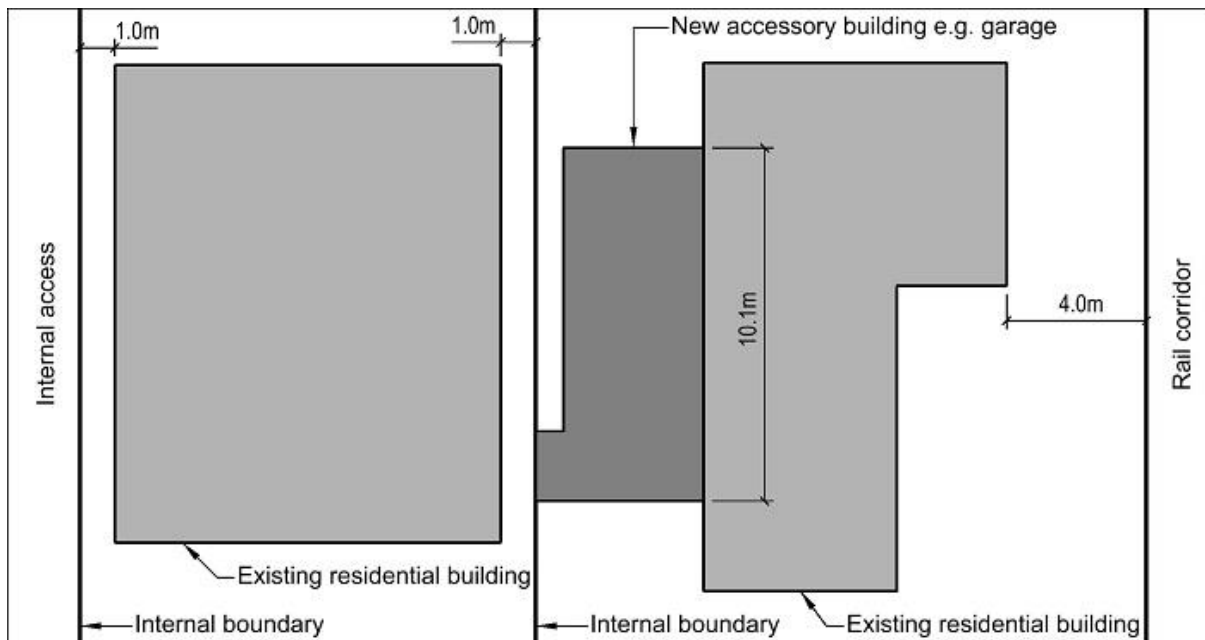 1.0m
1.0m
New accessory building e.g. garage
Internal access
10.1m
4.0m
Rail corridor
Existing residential building
Internal boundary
Internal boundary
Existing residential building